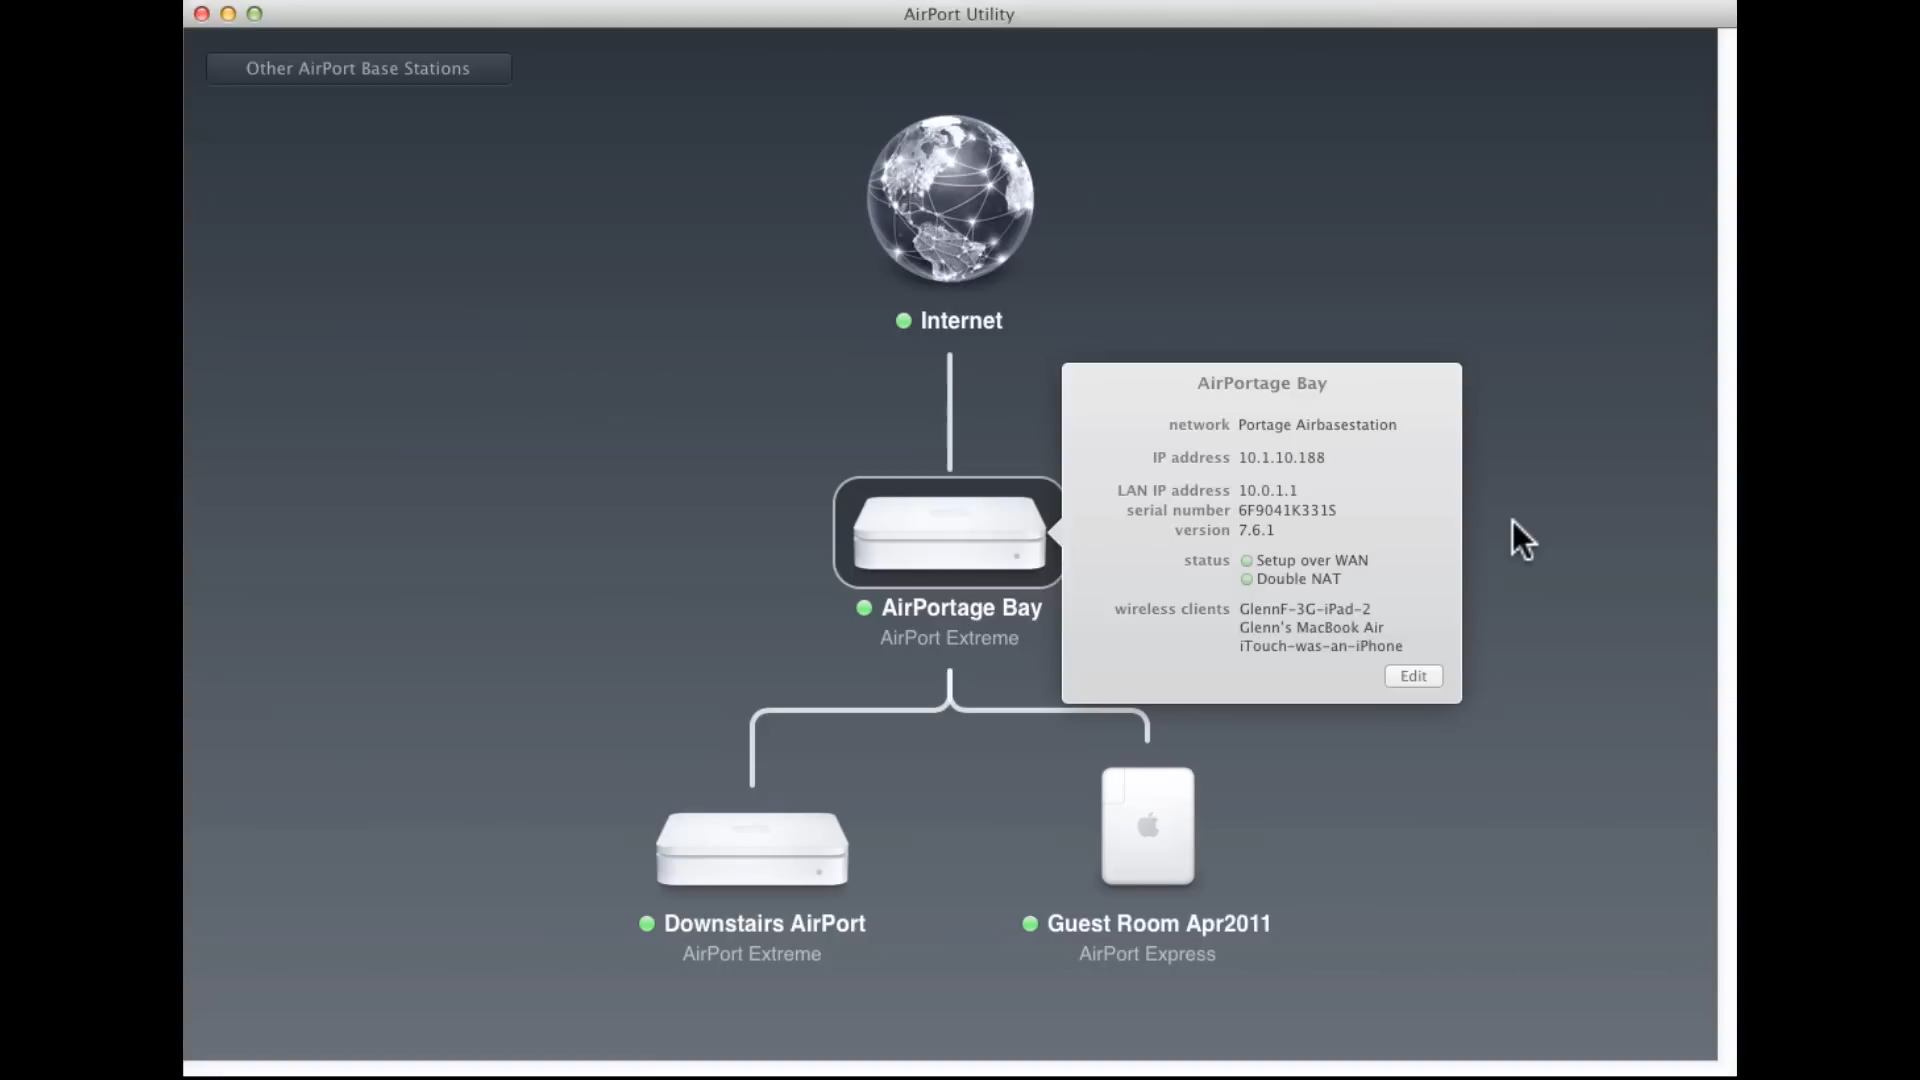 AirPort Utility
Other AirPort Base Stations
Internet
AirPortage Bay
network Portage Airbasestation
IP address 10.1.10.188
LAN IP address 10.0.1.1
serial number 6F9041K331S
version 7.6.1
status Setup over WAN
Double NAT
wireless clients GlennF-3G-iPad-2
Glenn's MacBook Air
iTouch-was-an-iPhone
Edit
AirPortage Bay
AirPort Extreme
Downstairs AirPort
AirPort Extreme
Guest Room Apr2011
AirPort Express